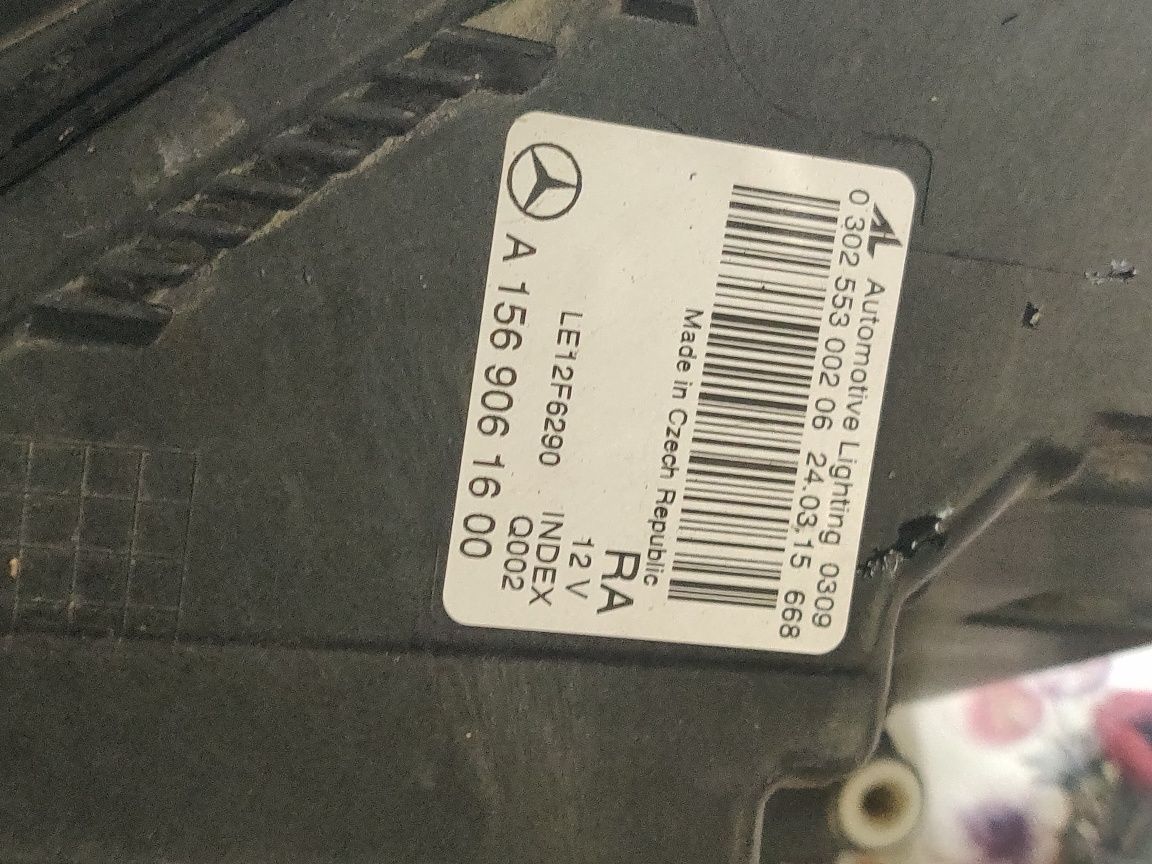 AL Automotive Lighting 0309
0 302 553 002 06 24.03.15 668
Made in Czech Republic
RA
12 V
LE12F6290 INDEX
Q002
A 156 906 16 00